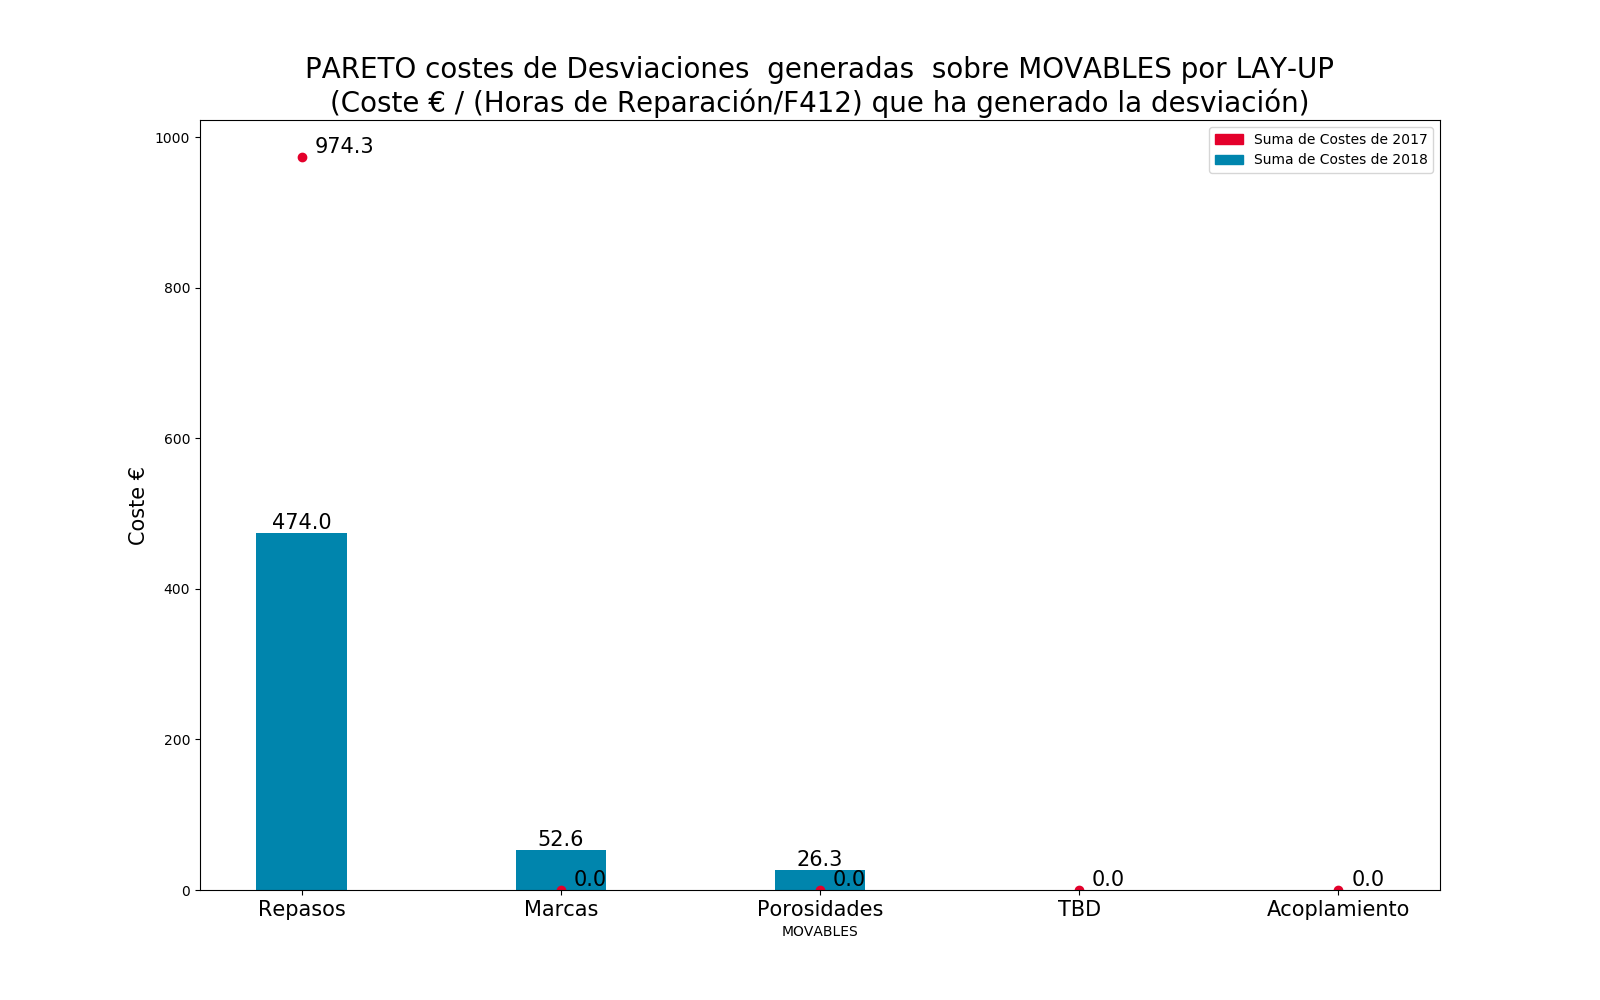 PARETO costes de Desviaciones  generadas  sobre MOVABLES por LAY-UP
(Coste € / (Horas de Reparación/F412) que ha generado la desviación)
Suma de Costes de 2017
Suma de Costes de 2018
Coste €
1000
800
600
400
200
0
974.3
474.0
52.6
0.0
26.3
0.0
0.0
0.0
Repasos
Marcas
Porosidades
TBD
Acoplamiento
MOVABLES